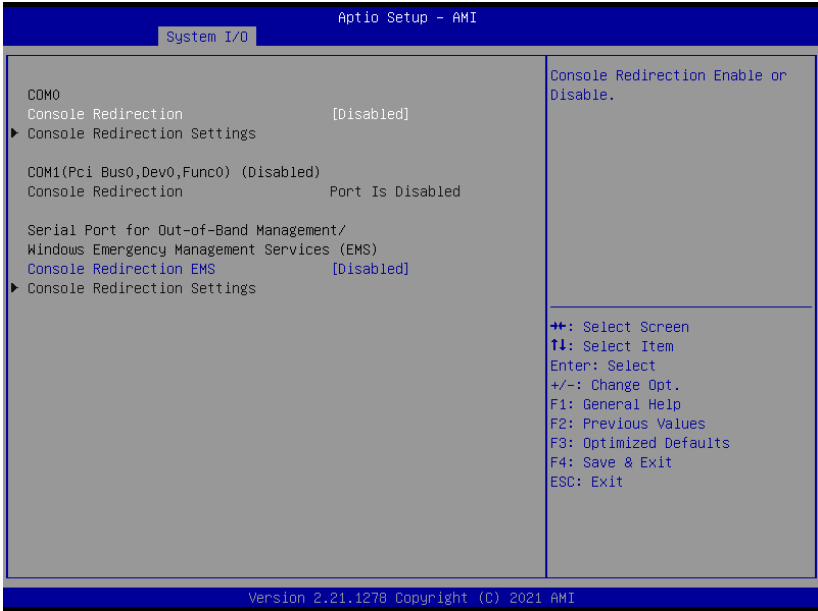 Aptio Setup – AMI
System I/O
COM0
Console Redirection [Disabled]
▶ Console Redirection Settings
COM1(Pci Bus0,Dev0,Func0) (Disabled)
Console Redirection Port Is Disabled
Serial Port for Out-of-Band Management/
Windows Emergency Management Services (EMS)
Console Redirection EMS [Disabled]
▶ Console Redirection Settings
Console Redirection Enable or
Disable.
→←: Select Screen
↑↓: Select Item
Enter: Select
+/-: Change Opt.
F1: General Help
F2: Previous Values
F3: Optimized Defaults
F4: Save & Exit
ESC: Exit
Version 2.21.1278 Copyright (C) 2021 AMI